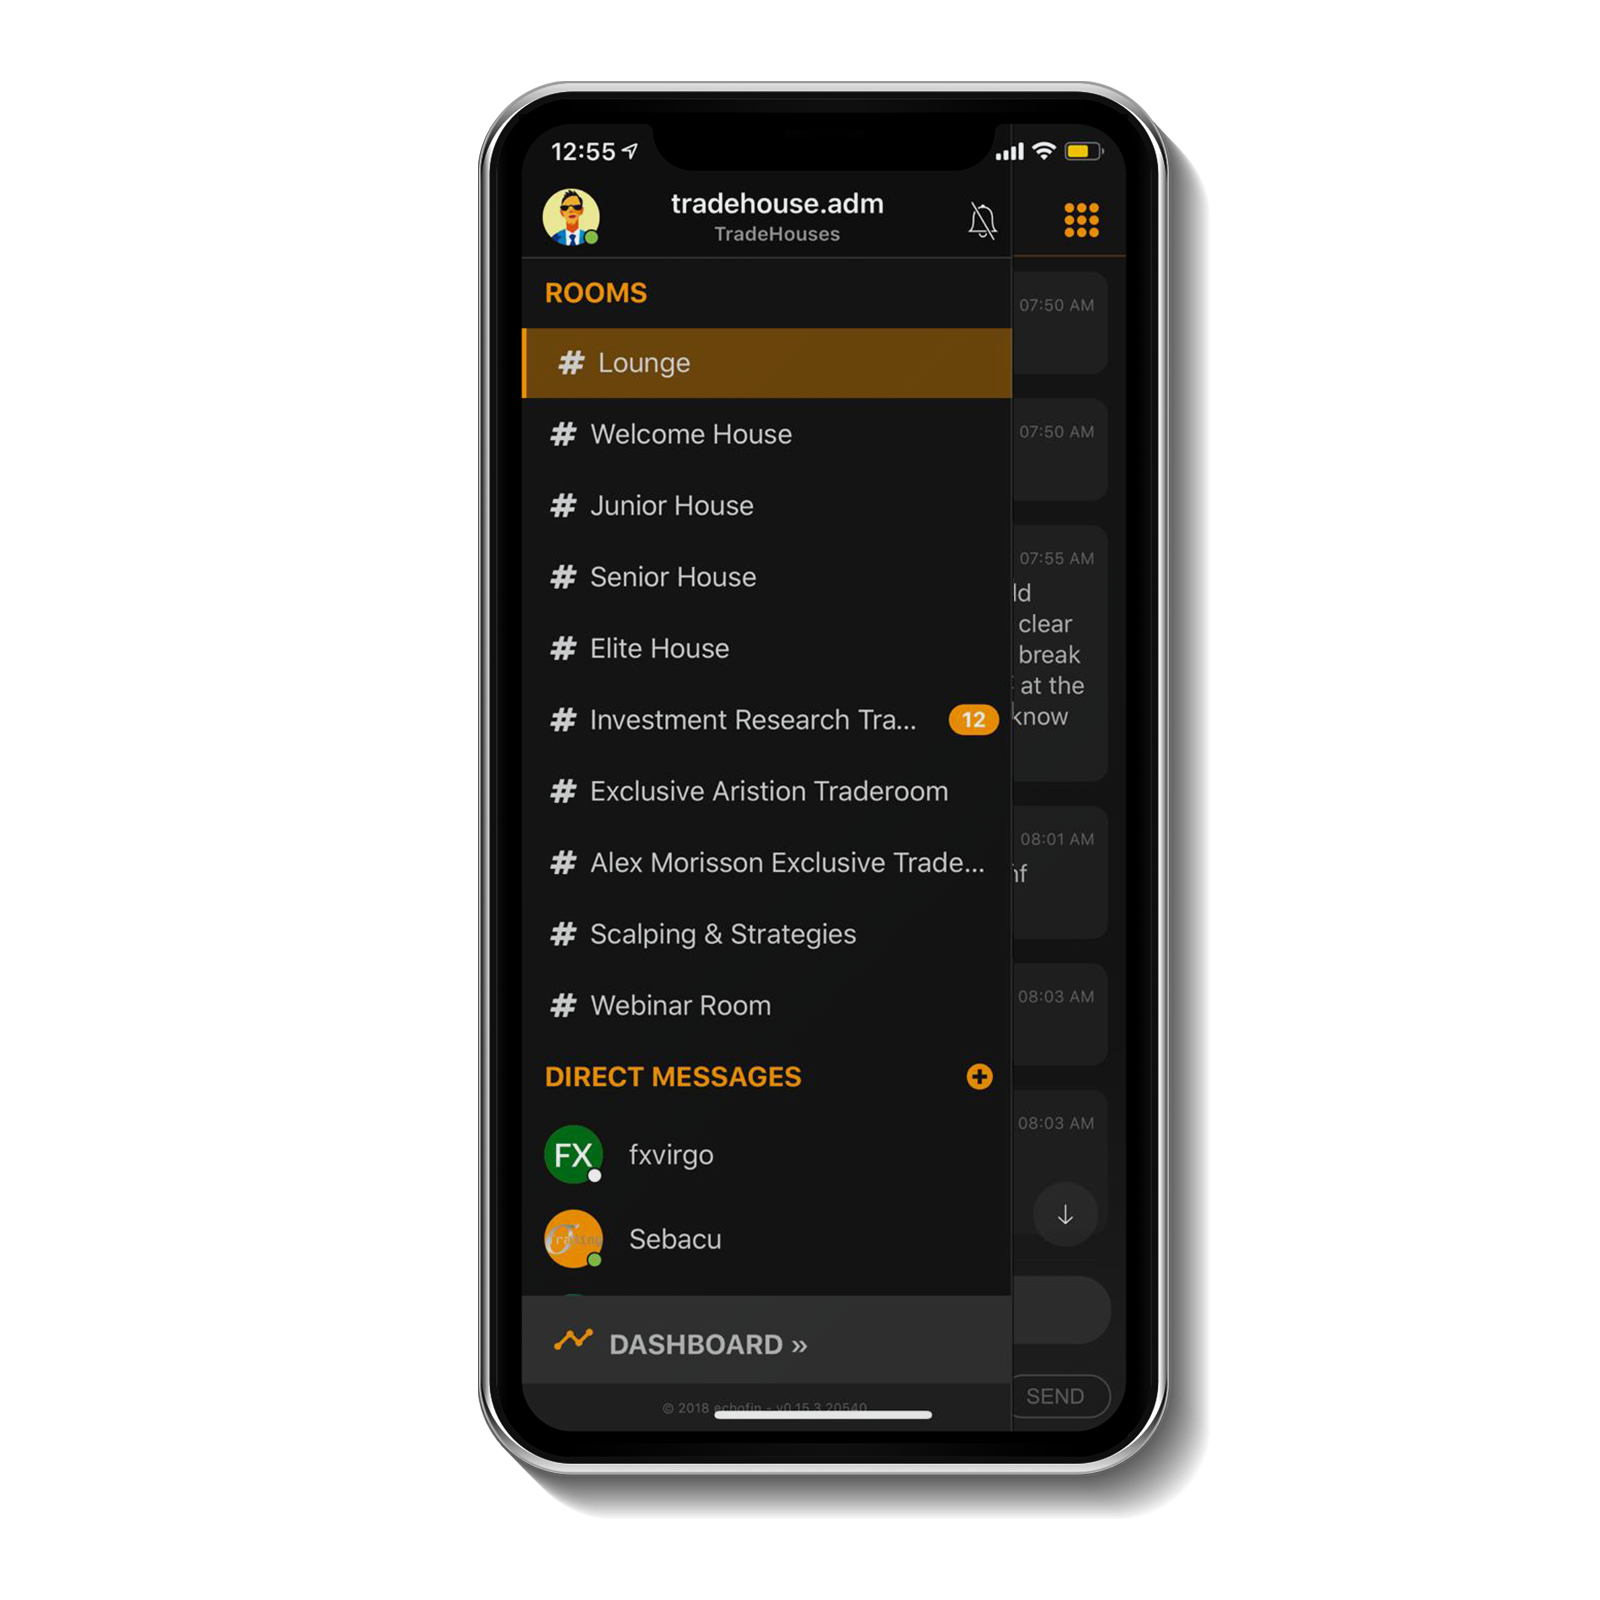 12:55
tradehouse.adm
TradeHouses
ROOMS
07:50 AM
# Lounge
# Welcome House
07:50 AM
# Junior House
07:55 AM
# Senior House
ld
clear
# Elite House
break
at the
# Investment Research Tra... 12
know
# Exclusive Aristion Traderoom
08:01 AM
# Alex Morisson Exclusive Trade...
# Scalping & Strategies
08:03 AM
# Webinar Room
DIRECT MESSAGES
08:03 AM
FX fxvirgo
Sebacu
DASHBOARD »
SEND
© 2018 echofin - v0.15.3.20540